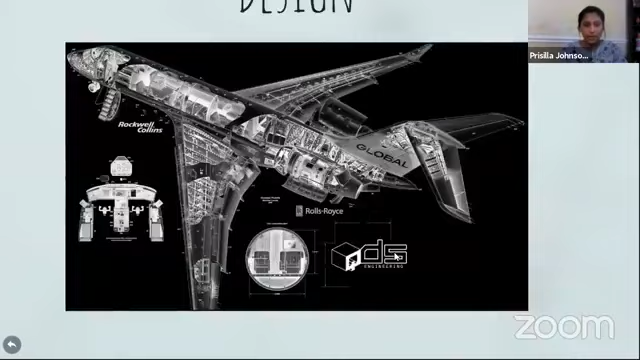 DESIGN
Prisilla Johnso...
Rockwell
Collins
GLOBAL
Rolls-Royce
ds
ENGINEERING
zoom